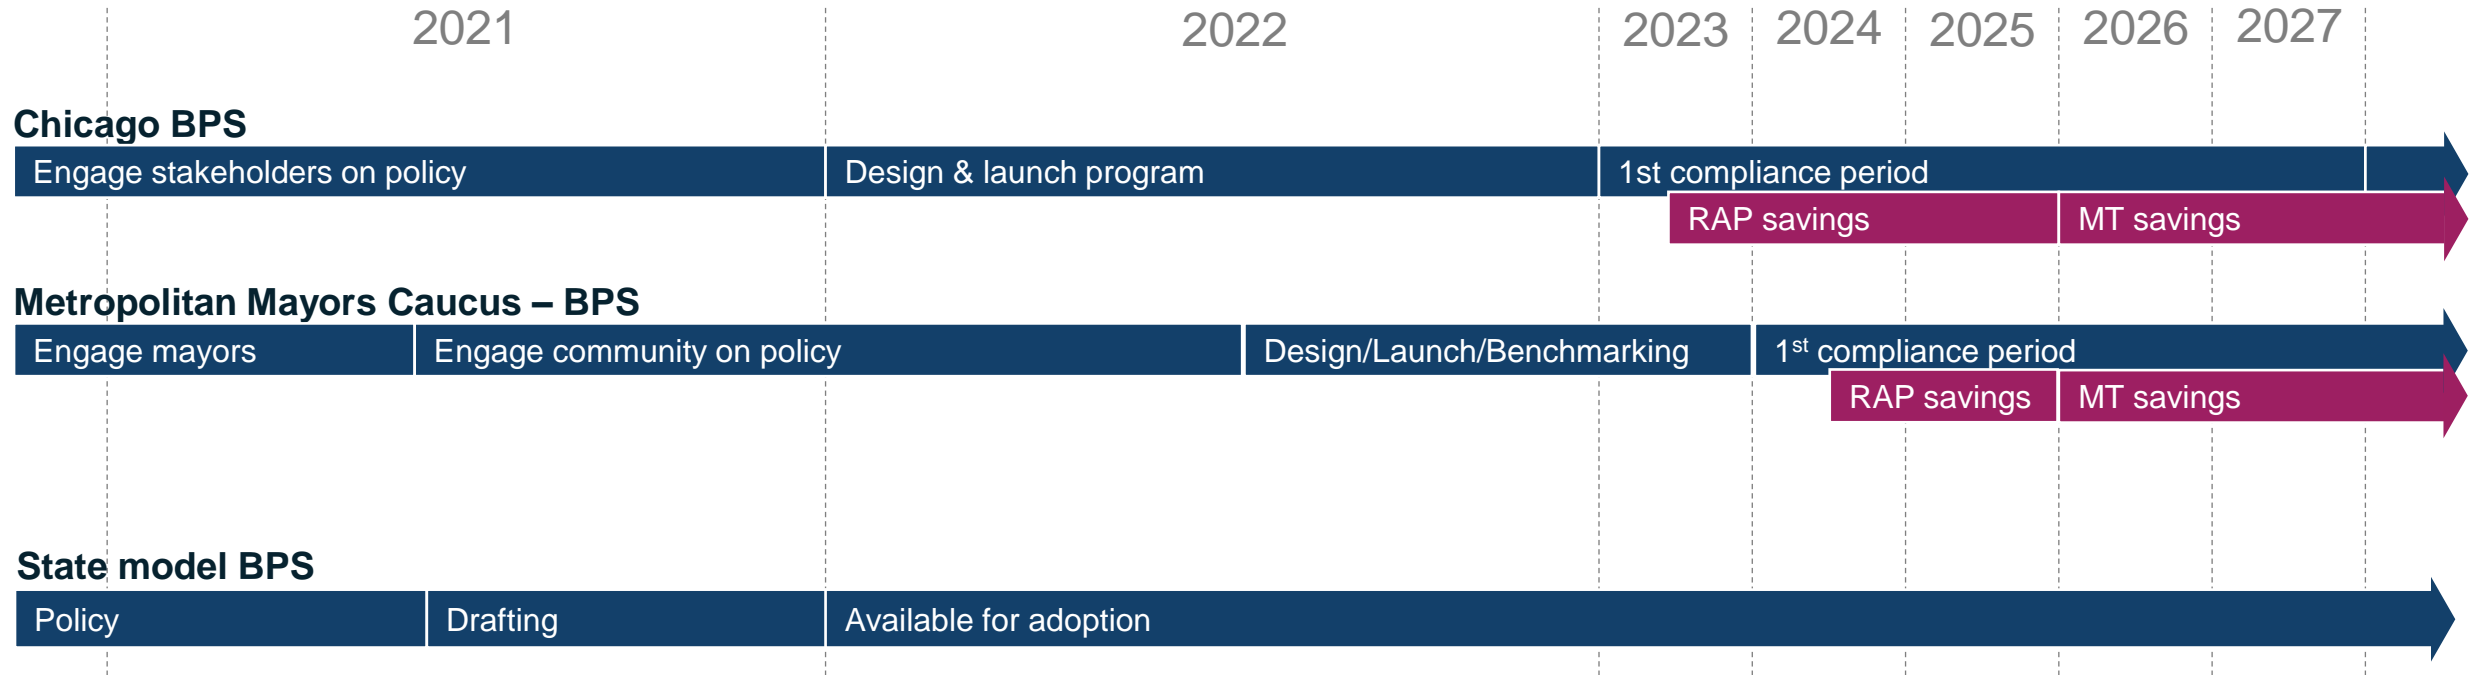 2021 2022 2023 2024 2025 2026 2027
Chicago BPS
Engage stakeholders on policy Design & launch program 1st compliance period
RAP savings MT savings
Metropolitan Mayors Caucus – BPS
Engage mayors Engage community on policy Design/Launch/Benchmarking 1st compliance period
RAP savings MT savings
State model BPS
Policy Drafting Available for adoption